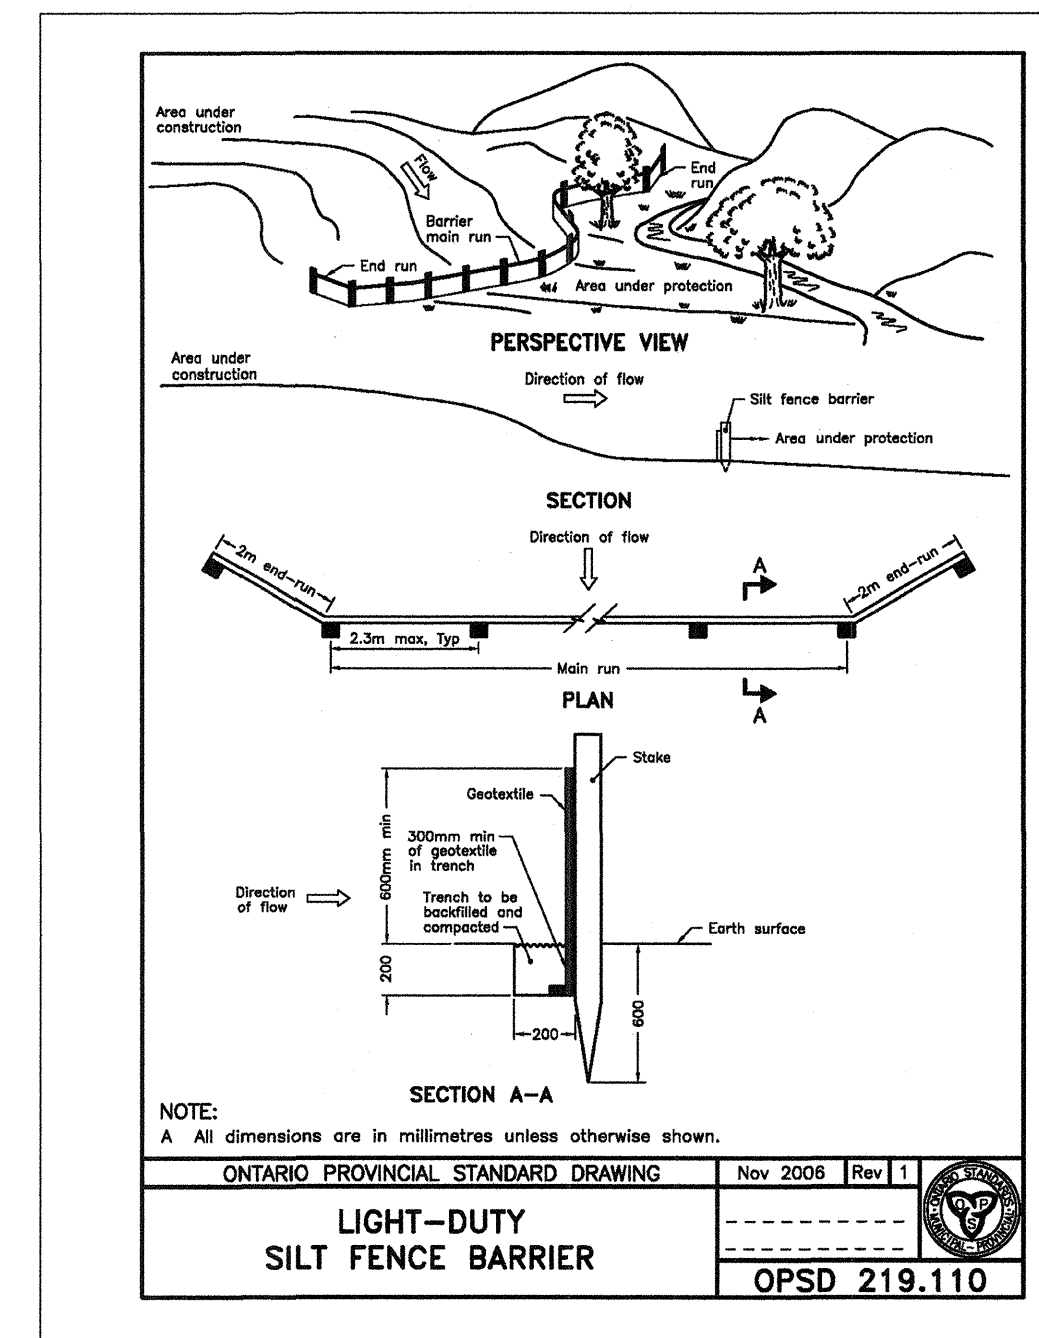 Area under
construction
Flow
End
run
Barrier
main run
End run
Area under protection
PERSPECTIVE VIEW
Area under
construction
Direction of flow
Silt fence barrier
Area under protection
SECTION
Direction of flow
2m end-run
A
2m end-run
2.3m max, Typ
Main run
PLAN
A
Stake
Geotextile
600mm min
300mm min
of geotextile
in trench
Direction
of flow
Trench to be
backfilled and
compacted
Earth surface
200
200
600
SECTION A-A
NOTE:
A All dimensions are in millimetres unless otherwise shown.
ONTARIO PROVINCIAL STANDARD DRAWING
Nov 2006 Rev 1
LIGHT-DUTY
SILT FENCE BARRIER
ONTARIO STANDARDS
MUNICIPAL - PROVINCIAL
O P
S
OPSD 219.110